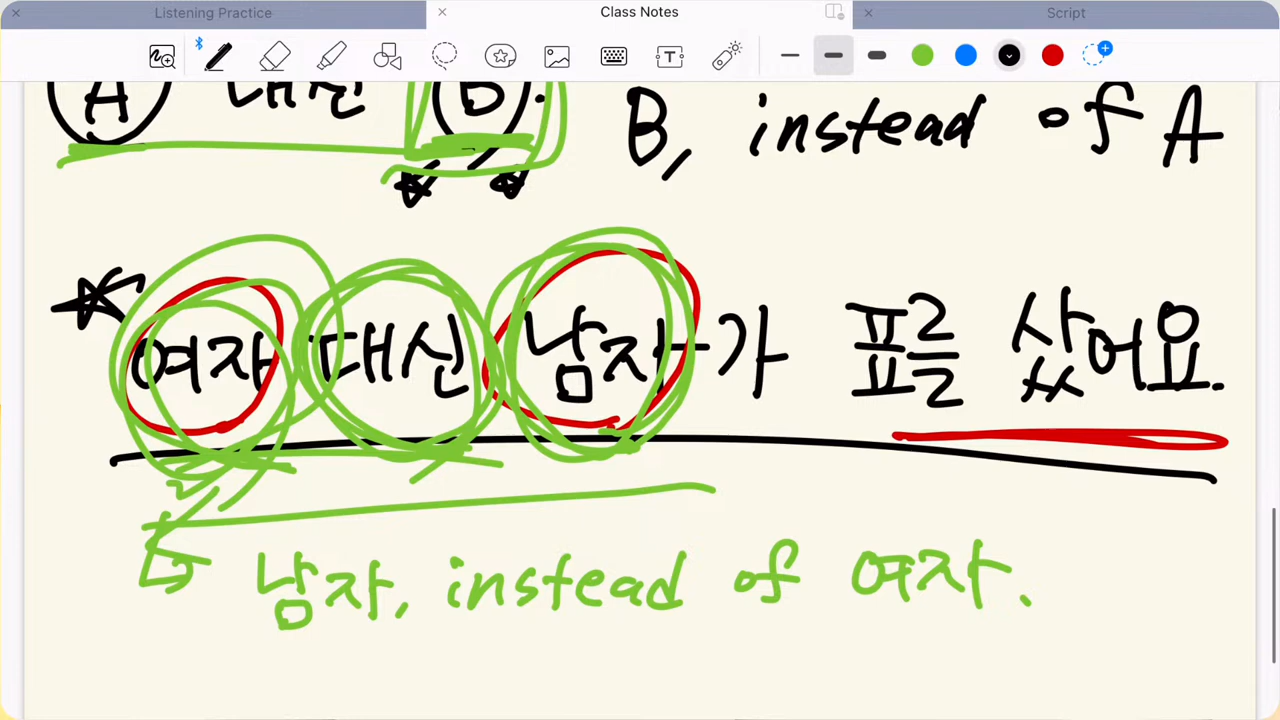 Listening Practice
Class Notes
Script
A 대신 B. B, instead of A
여자 대신 남자가 표를 샀어요.
남자, instead of 여자.